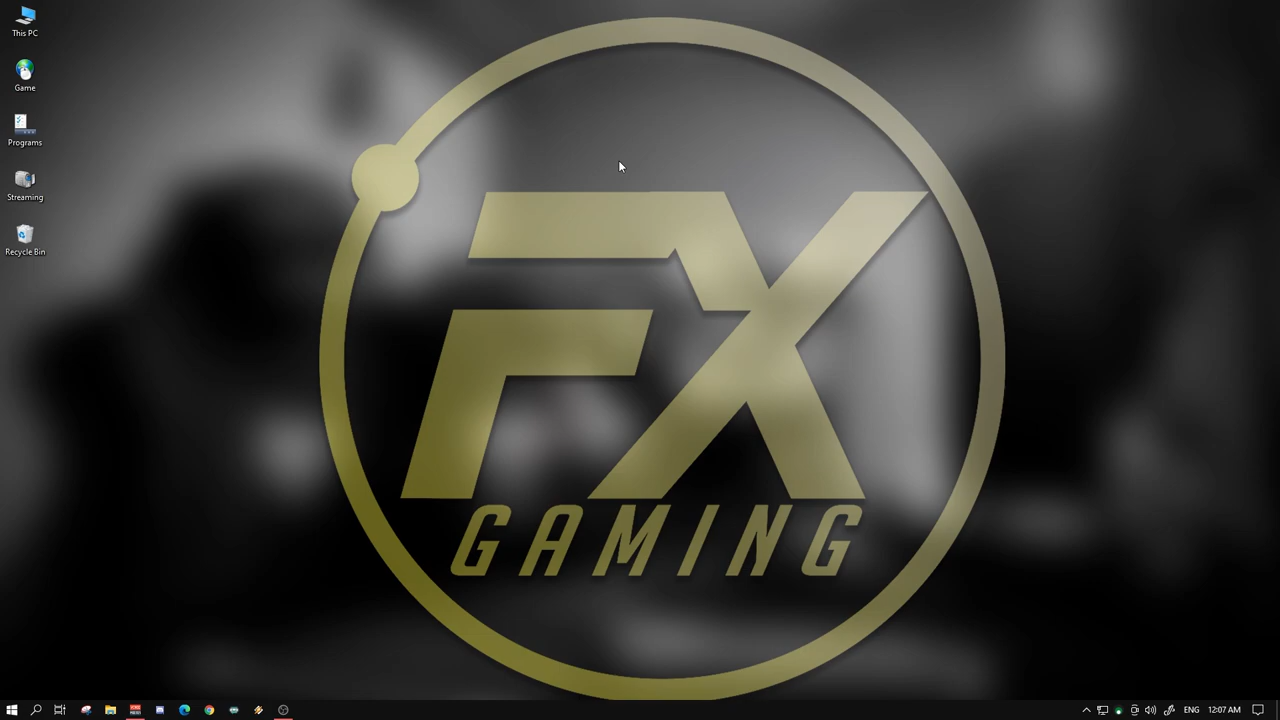 This PC
Game
Programs
Streaming
Recycle Bin
FX
GAMING
ENG
12:07 AM